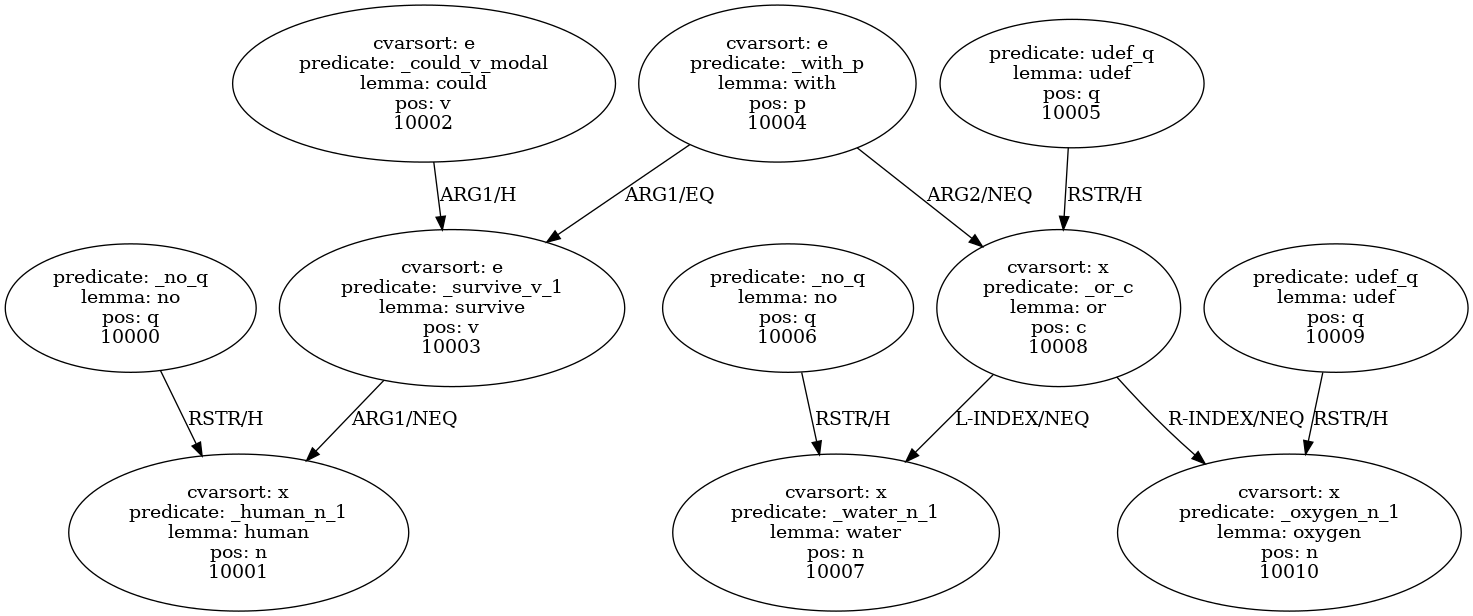 cvarsort: e
predicate: _could_v_modal
lemma: could
pos: v
10002
cvarsort: e
predicate: _with_p
lemma: with
pos: p
10004
predicate: udef_q
lemma: udef
pos: q
10005
ARG1/H
ARG1/EQ
ARG2/NEQ
RSTR/H
predicate: _no_q
lemma: no
pos: q
10000
cvarsort: e
predicate: _survive_v_1
lemma: survive
pos: v
10003
predicate: _no_q
lemma: no
pos: q
10006
cvarsort: x
predicate: _or_c
lemma: or
pos: c
10008
predicate: udef_q
lemma: udef
pos: q
10009
RSTR/H
ARG1/NEQ
RSTR/H
L-INDEX/NEQ
R-INDEX/NEQ
RSTR/H
cvarsort: x
predicate: _human_n_1
lemma: human
pos: n
10001
cvarsort: x
predicate: _water_n_1
lemma: water
pos: n
10007
cvarsort: x
predicate: _oxygen_n_1
lemma: oxygen
pos: n
10010